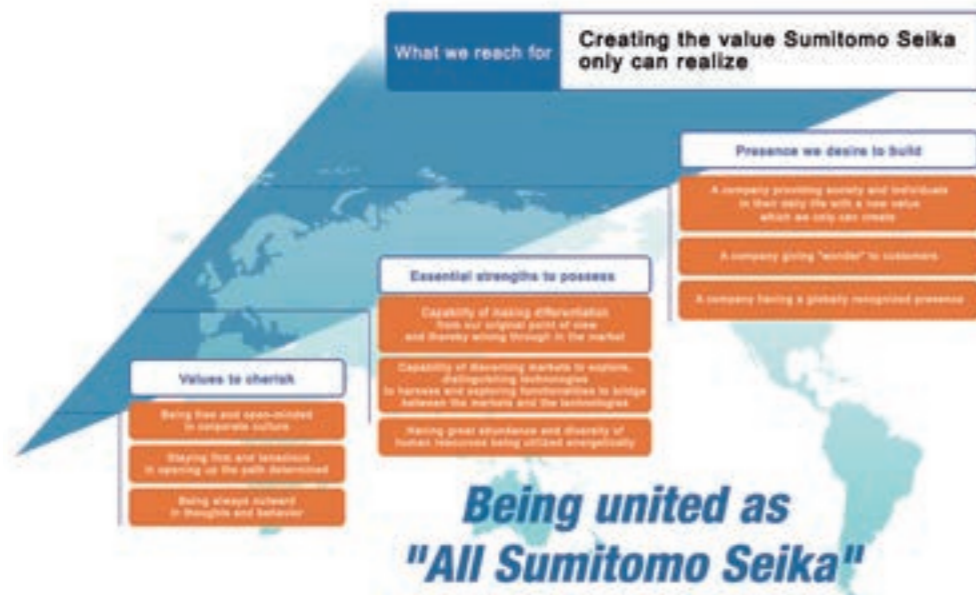 What we reach for
Creating the value Sumitomo Seika
only can realize
Presence we desire to build
A company providing society and individuals
in their daily life with a new value
which we only can create
A company giving "wonder" to customers
A company having a globally recognized presence
Essential strengths to possess
Capability of making differentiation
from our original point of view
and thereby wining through in the market
Capability of discerning markets to explore,
distinguishing technologies
to harness and exploring functionalities to bridge
between the markets and the technologies
Having great abundance and diversity of
human resources being utilized energetically
Values to cherish
Being free and open-minded
in corporate culture
Staying firm and tenacious
in opening up the path determined
Being always outward
in thoughts and behavior
Being united as
"All Sumitomo Seika"